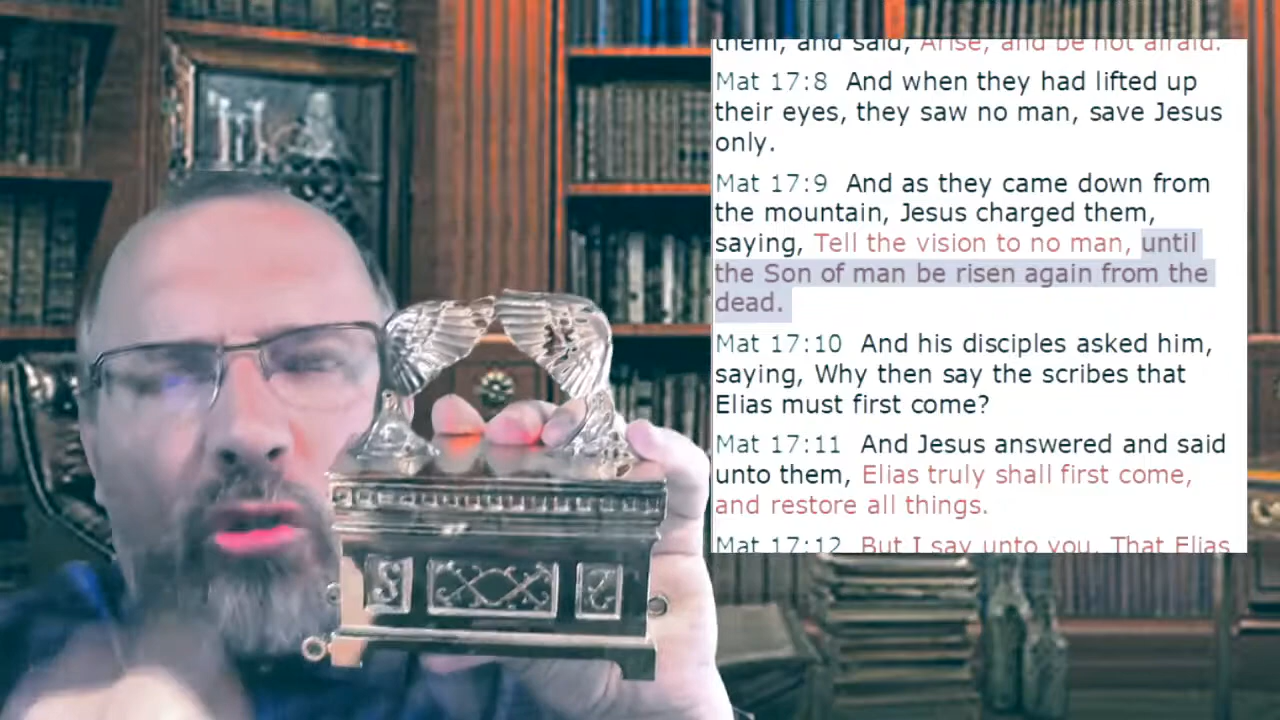 them, and said, Arise, and be not afraid.
Mat 17:8 And when they had lifted up
their eyes, they saw no man, save Jesus
only.
Mat 17:9 And as they came down from
the mountain, Jesus charged them,
saying, Tell the vision to no man, until
the Son of man be risen again from the
dead.
Mat 17:10 And his disciples asked him,
saying, Why then say the scribes that
Elias must first come?
Mat 17:11 And Jesus answered and said
unto them, Elias truly shall first come,
and restore all things.
Mat 17:12 But I say unto you, That Elias